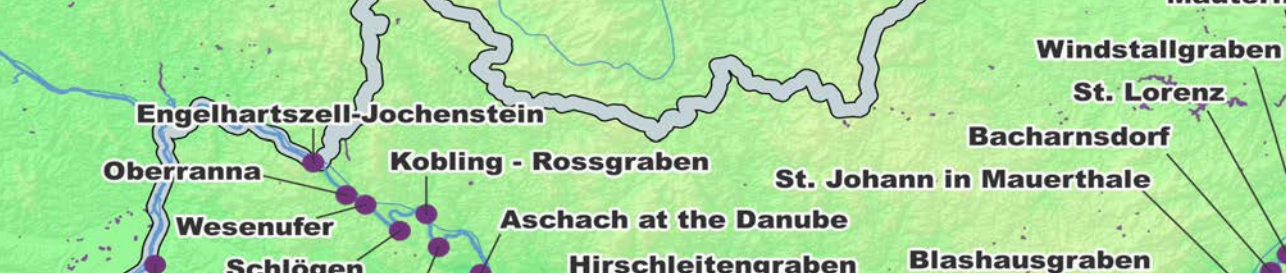 Windstallgraben
St. Lorenz
Engelhartszell-Jochenstein
Bacharnsdorf
Kobling - Rossgraben
Oberranna
St. Johann in Mauerthale
Aschach at the Danube
Wesenufer
Blashausgraben
Schlögen
Hirschleitengraben